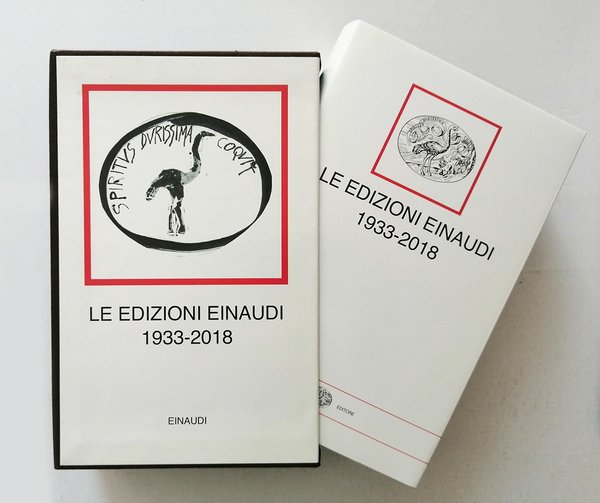 SPIRITVS DVRISSIMA COQVIT
LE EDIZIONI EINAUDI
1933-2018
EINAUDI
LE EDIZIONI EINAUDI
1933-2018
EDITORE